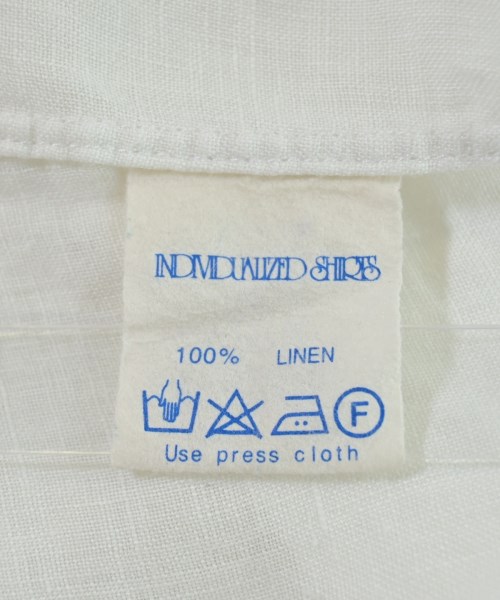 INDIVIDUALIZED SHIRTS
100% LINEN
F
Use press cloth